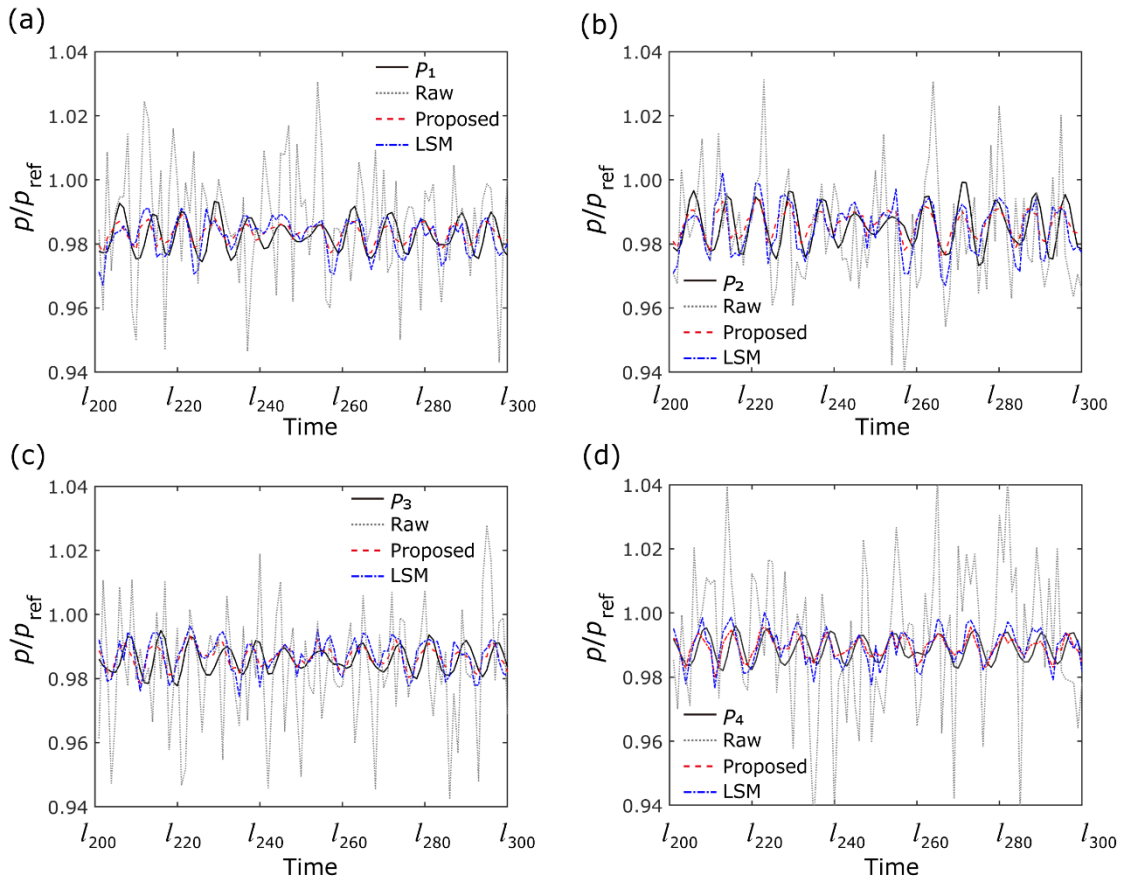 (a)
1.04
1.02
1.00
0.98
0.96
0.94
p/p_ref
P₁
Raw
Proposed
LSM
l₂₀₀ l₂₂₀ l₂₄₀ l₂₆₀ l₂₈₀ l₃₀₀
Time
(b)
1.04
1.02
1.00
0.98
0.96
0.94
p/p_ref
P₂
Raw
Proposed
LSM
l₂₀₀ l₂₂₀ l₂₄₀ l₂₆₀ l₂₈₀ l₃₀₀
Time
(c)
1.04
1.02
1.00
0.98
0.96
0.94
p/p_ref
P₃
Raw
Proposed
LSM
l₂₀₀ l₂₂₀ l₂₄₀ l₂₆₀ l₂₈₀ l₃₀₀
Time
(d)
1.04
1.02
1.00
0.98
0.96
0.94
p/p_ref
P₄
Raw
Proposed
LSM
l₂₀₀ l₂₂₀ l₂₄₀ l₂₆₀ l₂₈₀ l₃₀₀
Time